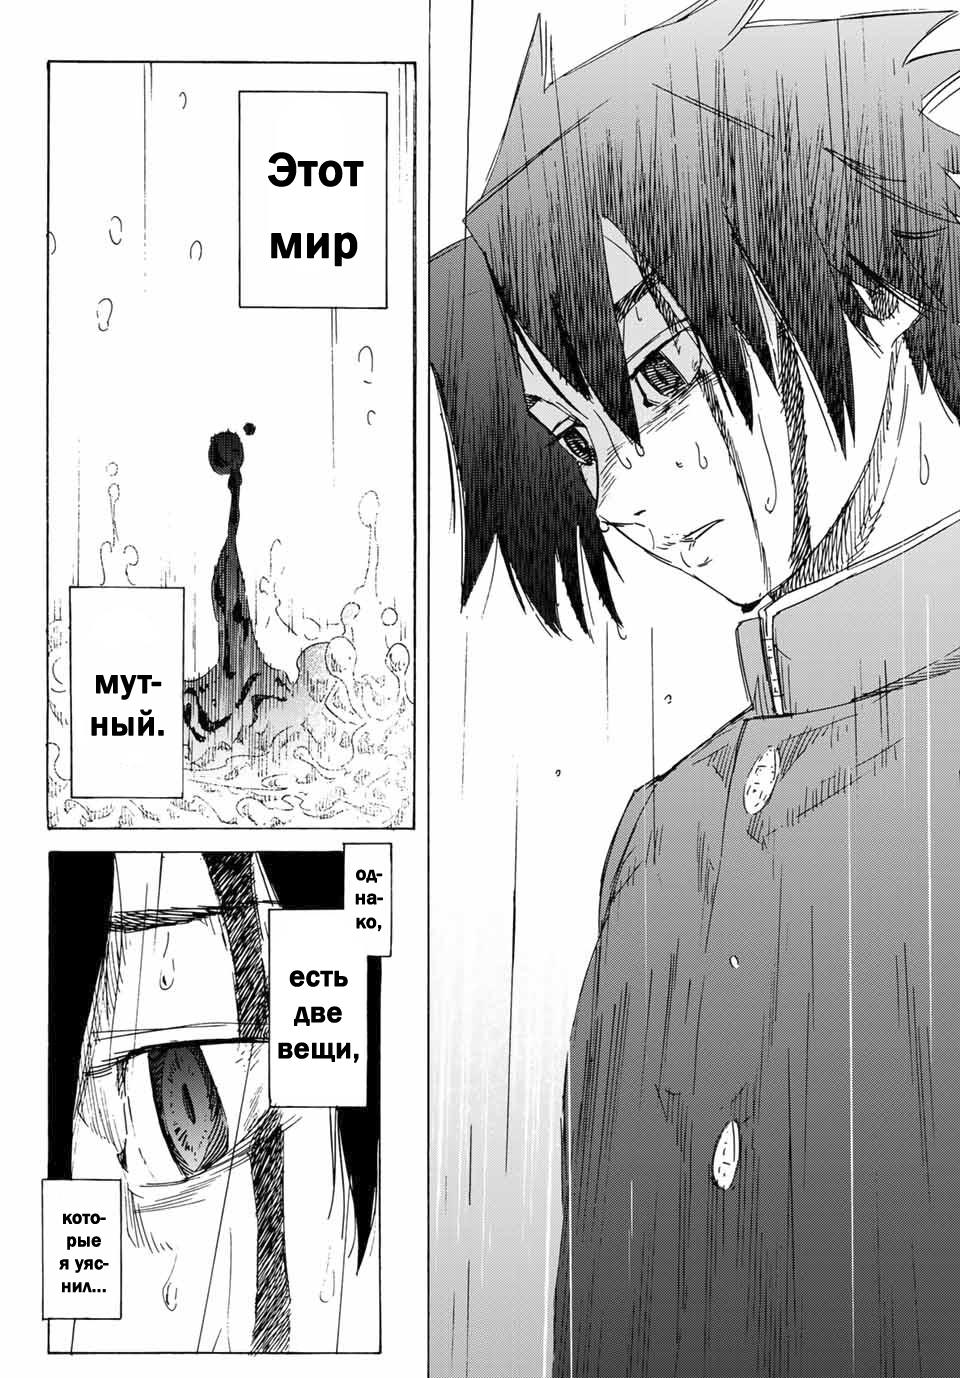 Этот
мир
мут-
ный.
од-
на-
ко,
есть
две
вещи,
кото-
рые
я уяс-
нил...